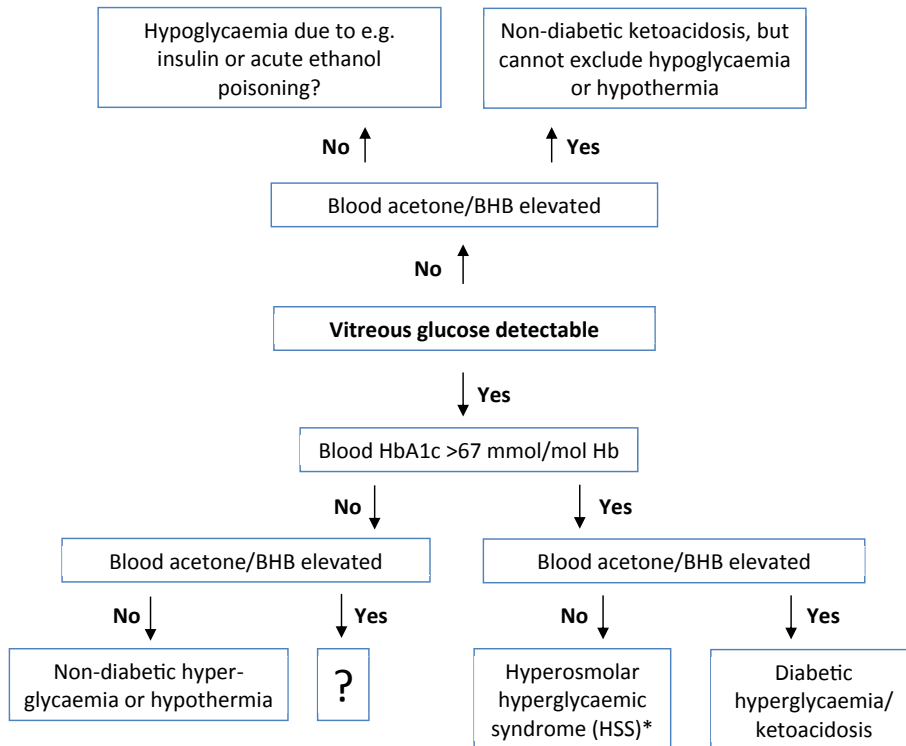 Hypoglycaemia due to e.g.
insulin or acute ethanol
poisoning?
Non-diabetic ketoacidosis, but
cannot exclude hypoglycaemia
or hypothermia
No
Yes
Blood acetone/BHB elevated
No
Vitreous glucose detectable
Yes
Blood HbA1c >67 mmol/mol Hb
No
Yes
Blood acetone/BHB elevated
Blood acetone/BHB elevated
No
Yes
No
Yes
Non-diabetic hyper-
glycaemia or hypothermia
?
Hyperosmolar
hyperglycaemic
syndrome (HSS)*
Diabetic
hyperglycaemia/
ketoacidosis